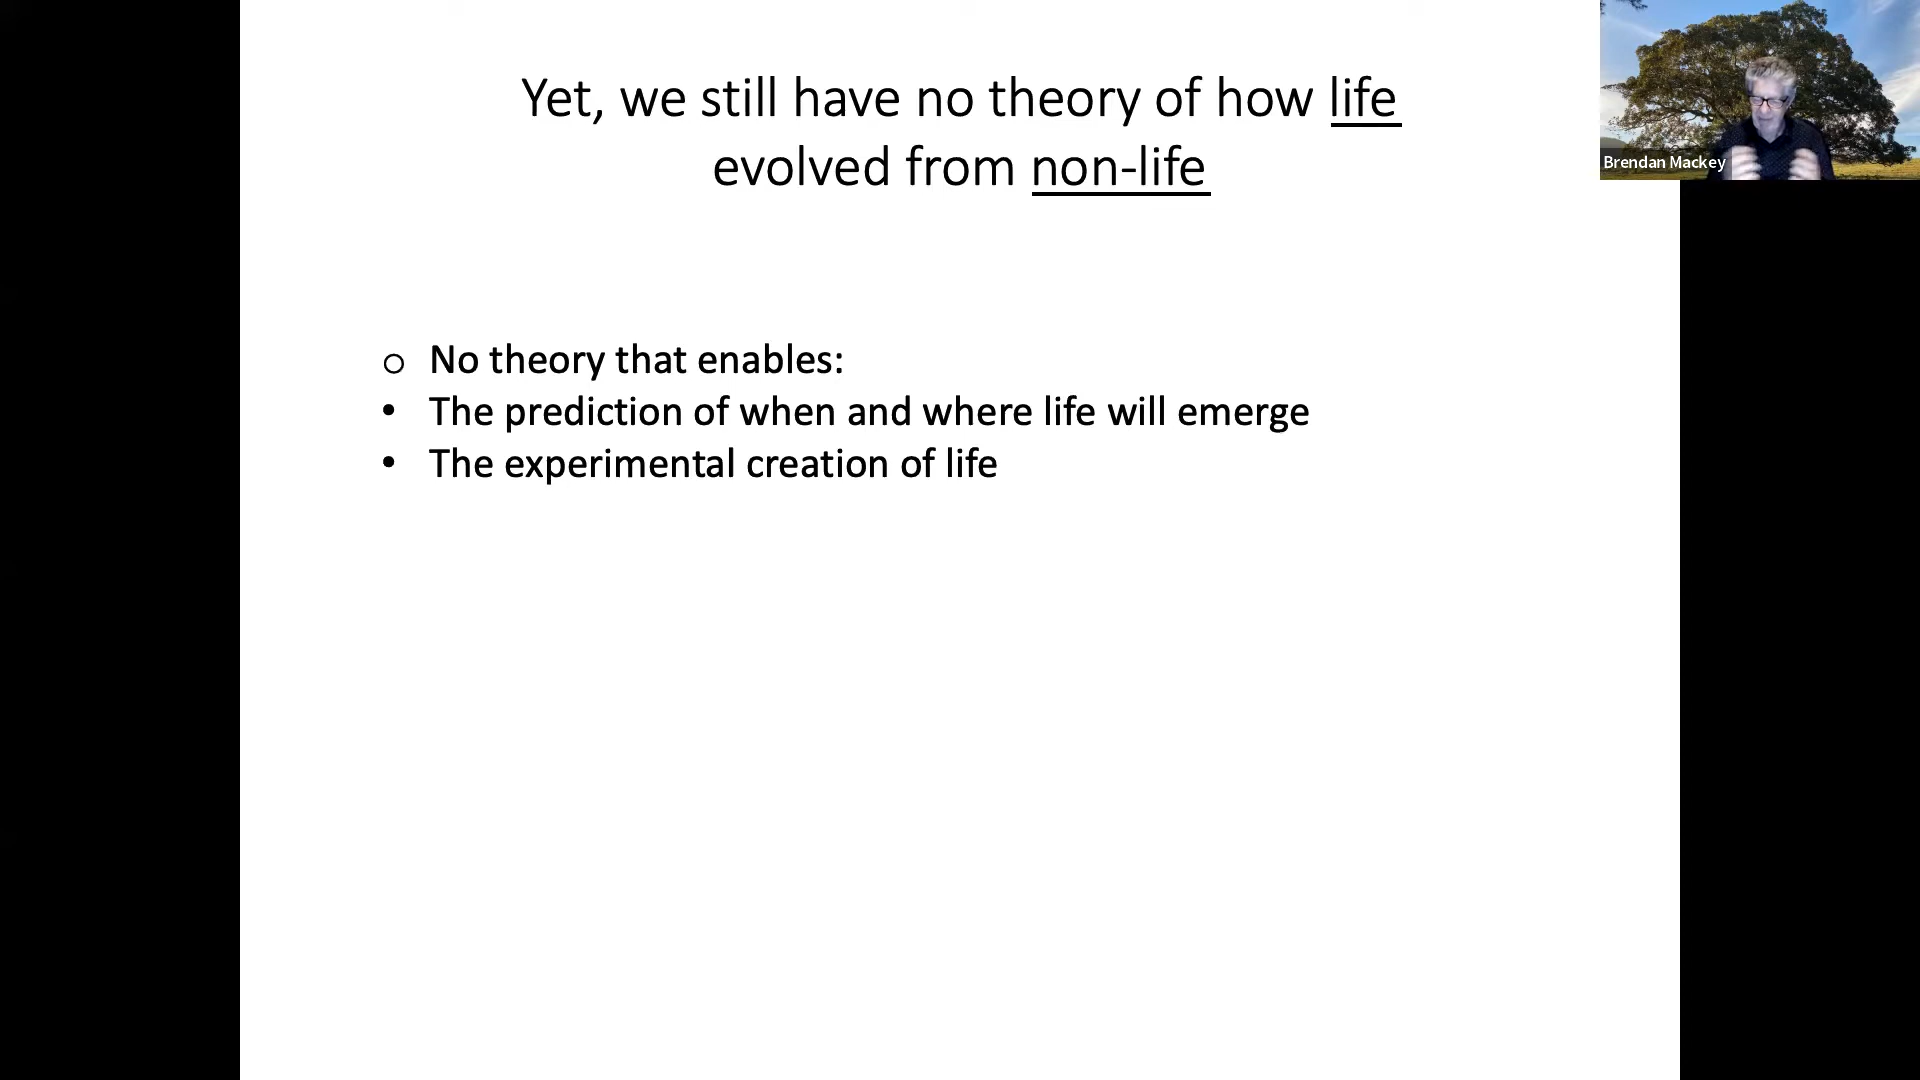 Yet, we still have no theory of how life
evolved from non-life
Brendan Mackey
○ No theory that enables:
• The prediction of when and where life will emerge
• The experimental creation of life